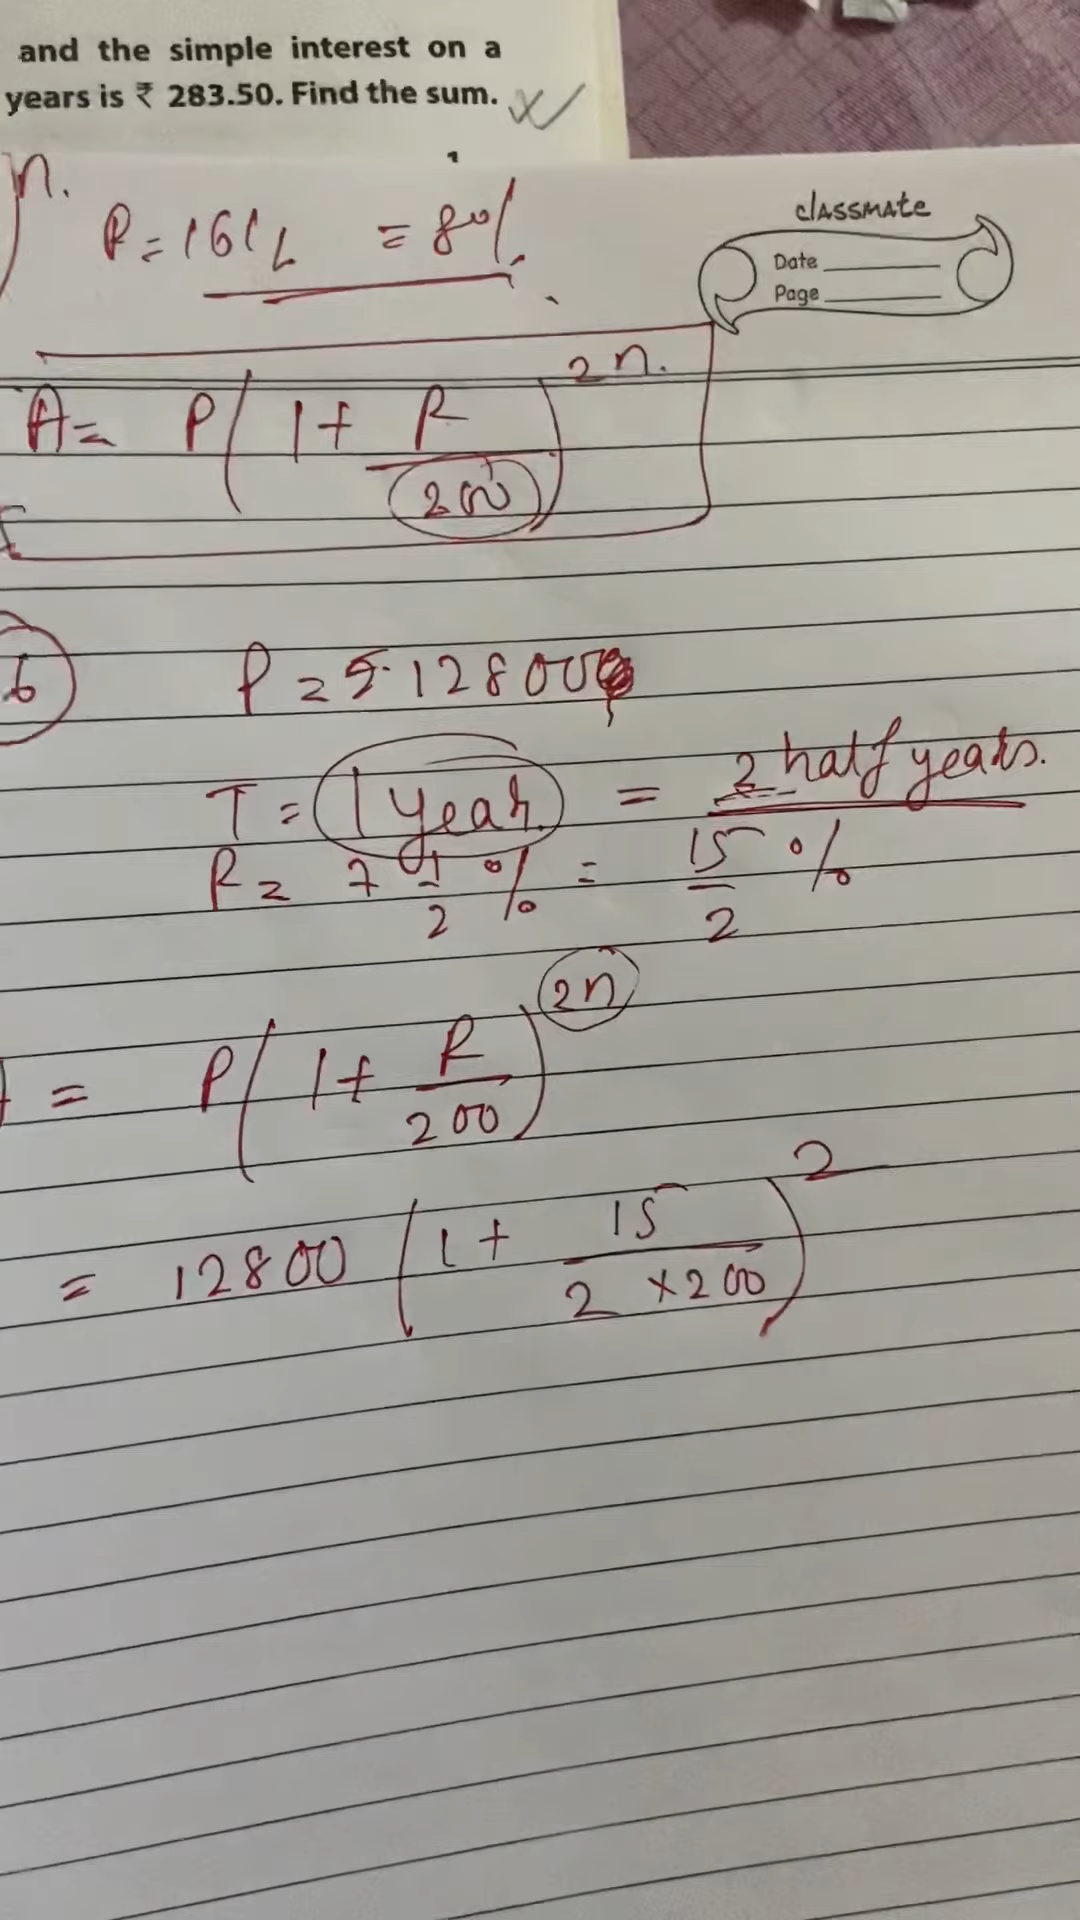 and the simple interest on a
years is ₹ 283.50. Find the sum.
n.
R = 16% = 8%.
classmate
Date
Page
A = P(1 + R/200)^2n.
6
P = ₹ 12800
T = 1 year = 2 half years.
R = 7 1/2 % = 15/2 %
= P(1 + R/200)^2n
= 12800 (1 + 15/2 × 200)^2